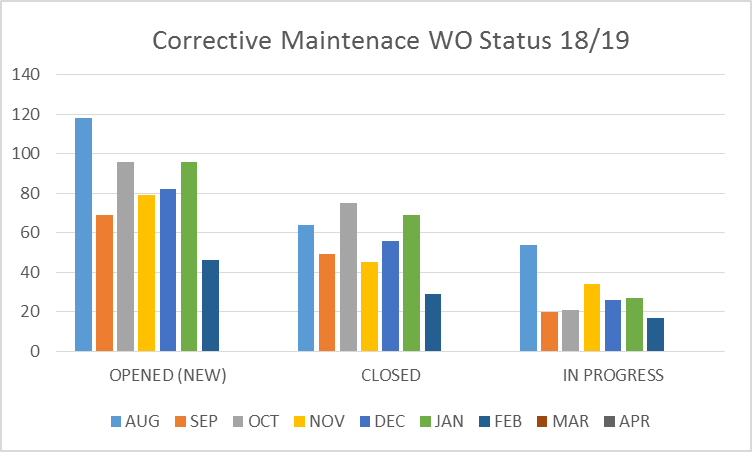 Corrective Maintenace WO Status 18/19
140
120
100
80
60
40
20
0
OPENED (NEW) CLOSED IN PROGRESS
AUG SEP OCT NOV DEC JAN FEB MAR APR